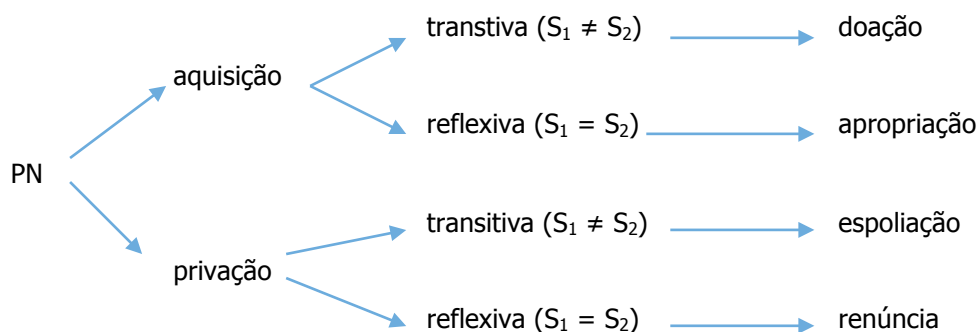 transtiva (S₁ ≠ S₂) doação
aquisição
reflexiva (S₁ = S₂) apropriação
PN
transitiva (S₁ ≠ S₂) espoliação
privação
reflexiva (S₁ = S₂) renúncia